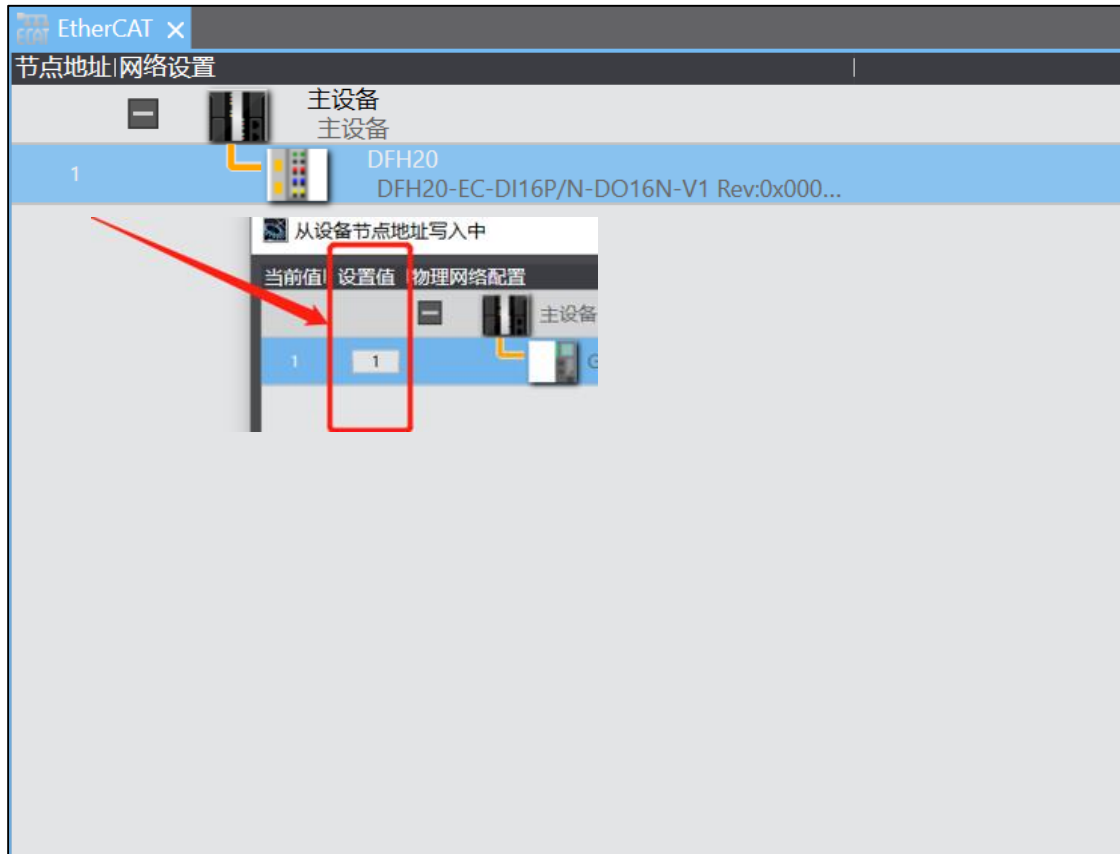 EtherCAT
节点地址 网络设置
主设备
主设备
1 DFH20
DFH20-EC-DI16P/N-DO16N-V1 Rev:0x000...
从设备节点地址写入中
当前值 设置值 物理网络配置
主设备
1 1